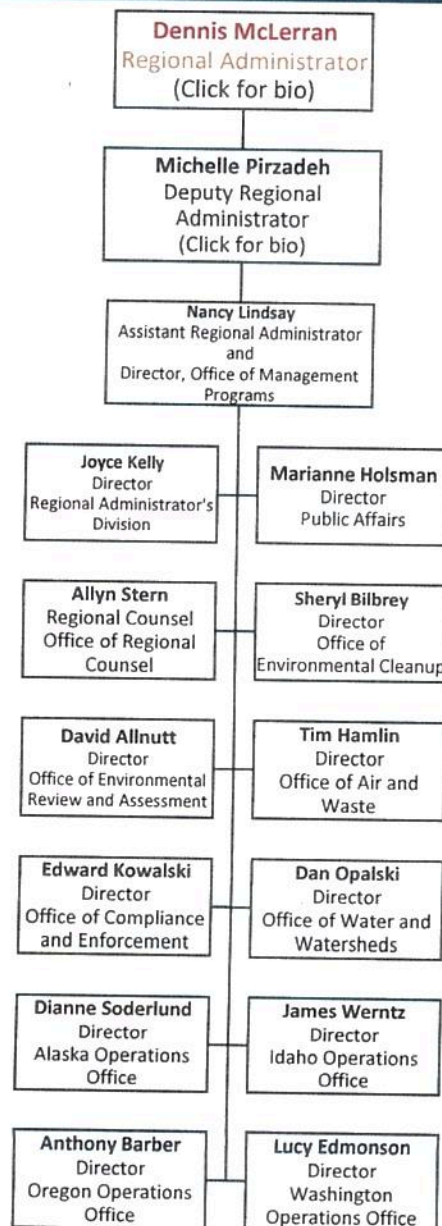 Dennis McLerran
Regional Administrator
(Click for bio)
Michelle Pirzadeh
Deputy Regional
Administrator
(Click for bio)
Nancy Lindsay
Assistant Regional Administrator
and
Director, Office of Management
Programs
Joyce Kelly
Director
Regional Administrator's
Division
Marianne Holsman
Director
Public Affairs
Allyn Stern
Regional Counsel
Office of Regional
Counsel
Sheryl Bilbrey
Director
Office of
Environmental Cleanup
David Allnutt
Director
Office of Environmental
Review and Assessment
Tim Hamlin
Director
Office of Air and
Waste
Edward Kowalski
Director
Office of Compliance
and Enforcement
Dan Opalski
Director
Office of Water and
Watersheds
Dianne Soderlund
Director
Alaska Operations
Office
James Werntz
Director
Idaho Operations
Office
Anthony Barber
Director
Oregon Operations
Office
Lucy Edmonson
Director
Washington
Operations Office